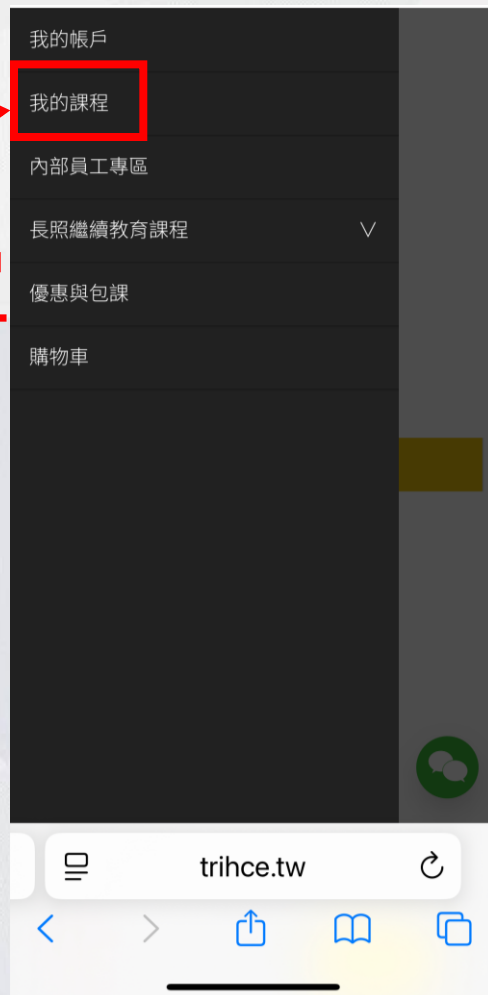 我的帳戶
我的課程
內部員工專區
長照繼續教育課程
優惠與包課
購物車
trihce.tw